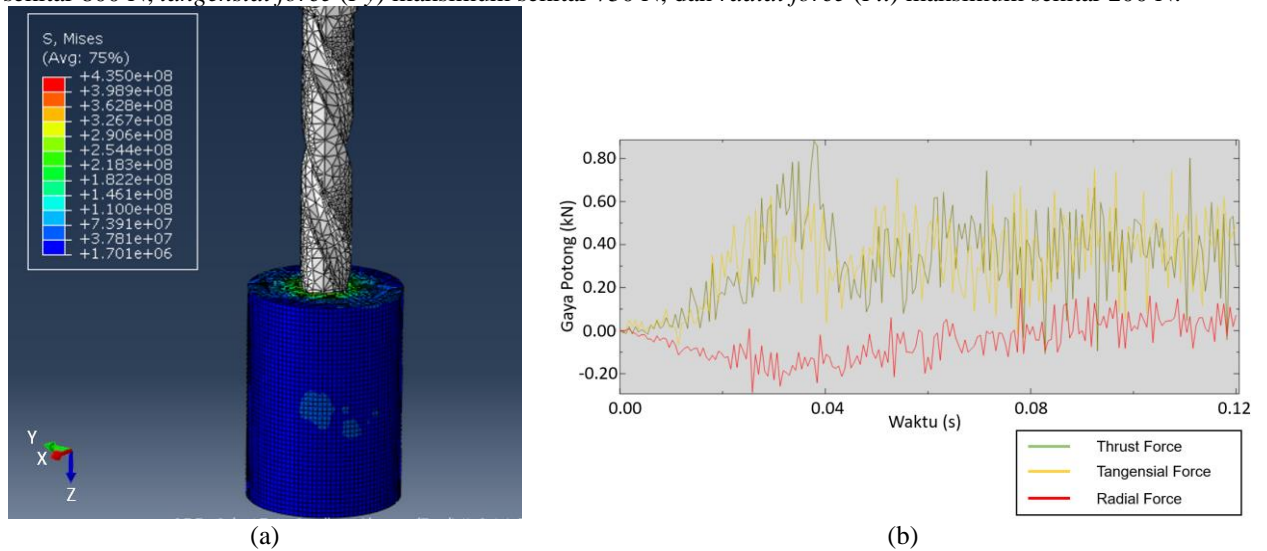 S, Mises
(Avg: 75%)
+4.350e+08
+3.989e+08
+3.628e+08
+3.267e+08
+2.906e+08
+2.544e+08
+2.183e+08
+1.822e+08
+1.461e+08
+1.100e+08
+7.391e+07
+3.781e+07
+1.701e+06
Y
X
Z
(a)
Gaya Potong (kN)
0.80
0.60
0.40
0.20
0.00
-0.20
0.00 0.04 0.08 0.12
Waktu (s)
Thrust Force
Tangensial Force
Radial Force
(b)